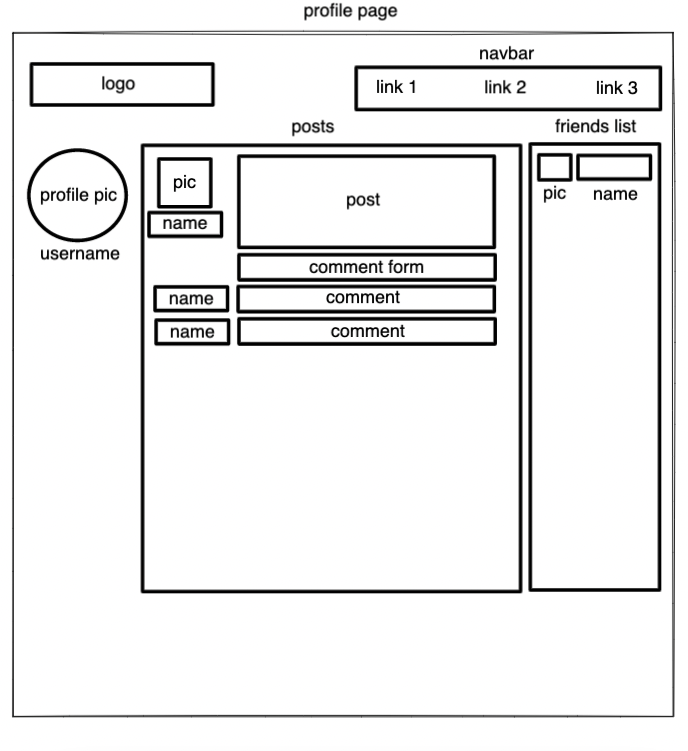 profile page
navbar
logo
link 1 link 2 link 3
posts
friends list
profile pic
username
pic
name
post
comment form
name comment
name comment
pic name